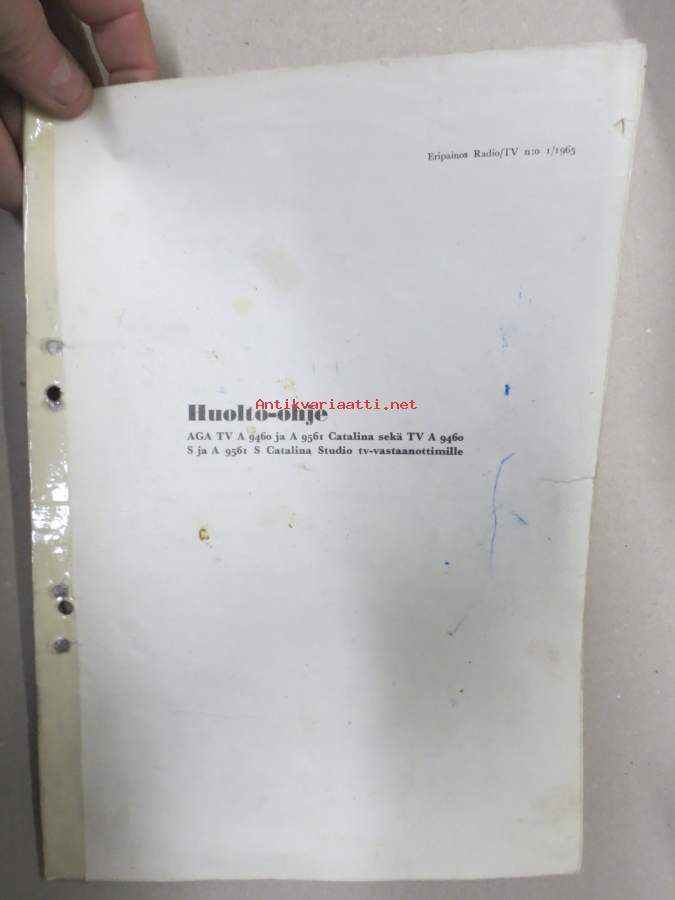 Eripainos Radio/TV n:o 1/1965
Huolto-ohje
Antikvariaatti.net
AGA TV A 9460 ja A 9561 Catalina sekä TV A 9460
S ja A 9561 S Catalina Studio tv-vastaanottimille